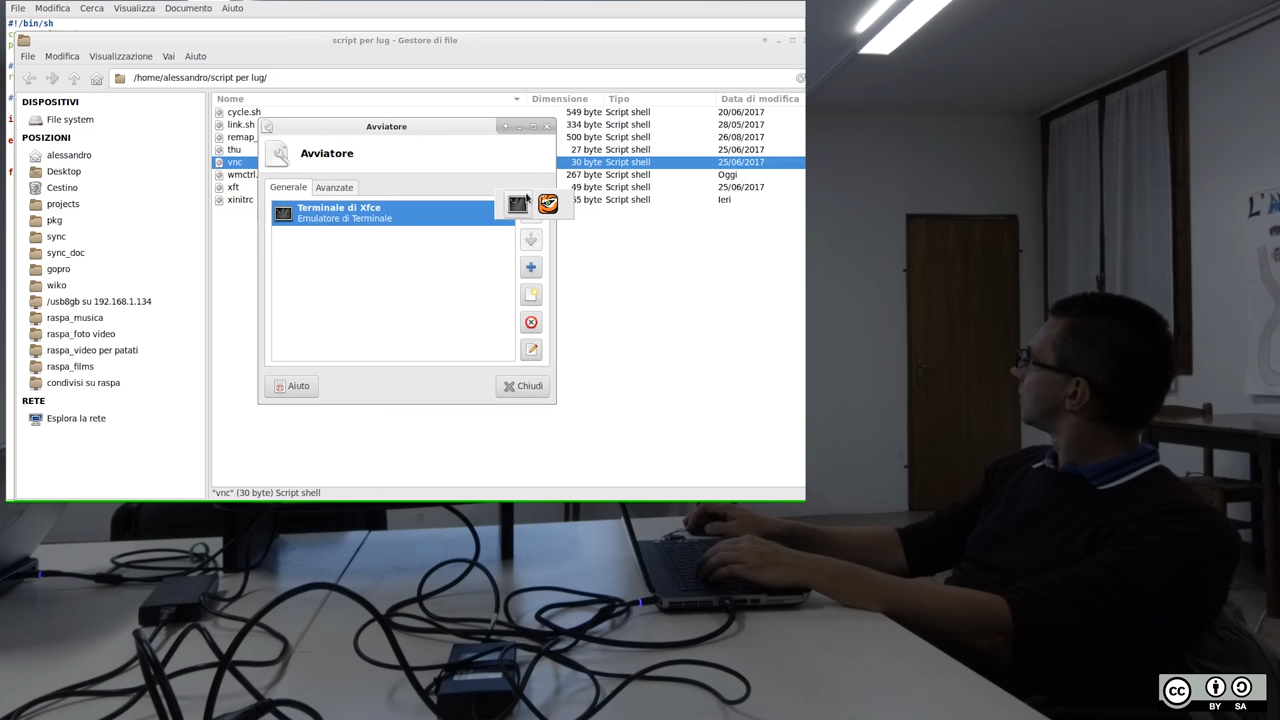 File Modifica Cerca Visualizza Documento Aiuto
#!/bin/sh
script per lug - Gestore di file
File Modifica Visualizzazione Vai Aiuto
/home/alessandro/script per lug/
DISPOSITIVI
File system
POSIZIONI
alessandro
Desktop
Cestino
projects
pkg
sync
sync_doc
gopro
wiko
/usb8gb su 192.168.1.134
raspa_musica
raspa_foto video
raspa_video per patati
raspa_films
condivisi su raspa
RETE
Esplora la rete
Nome Dimensione Tipo Data di modifica
cycle.sh 549 byte Script shell 20/06/2017
link.sh 334 byte Script shell 28/05/2017
remap_ 500 byte Script shell 26/08/2017
thu 27 byte Script shell 25/06/2017
vnc 30 byte Script shell 25/06/2017
wmctrl. 267 byte Script shell Oggi
xft 49 byte Script shell 25/06/2017
xinitrc 55 byte Script shell Ieri
Avviatore
Avviatore
Generale Avanzate
Terminale di Xfce
Emulatore di Terminale
Aiuto Chiudi
"vnc" (30 byte) Script shell
cc
BY SA